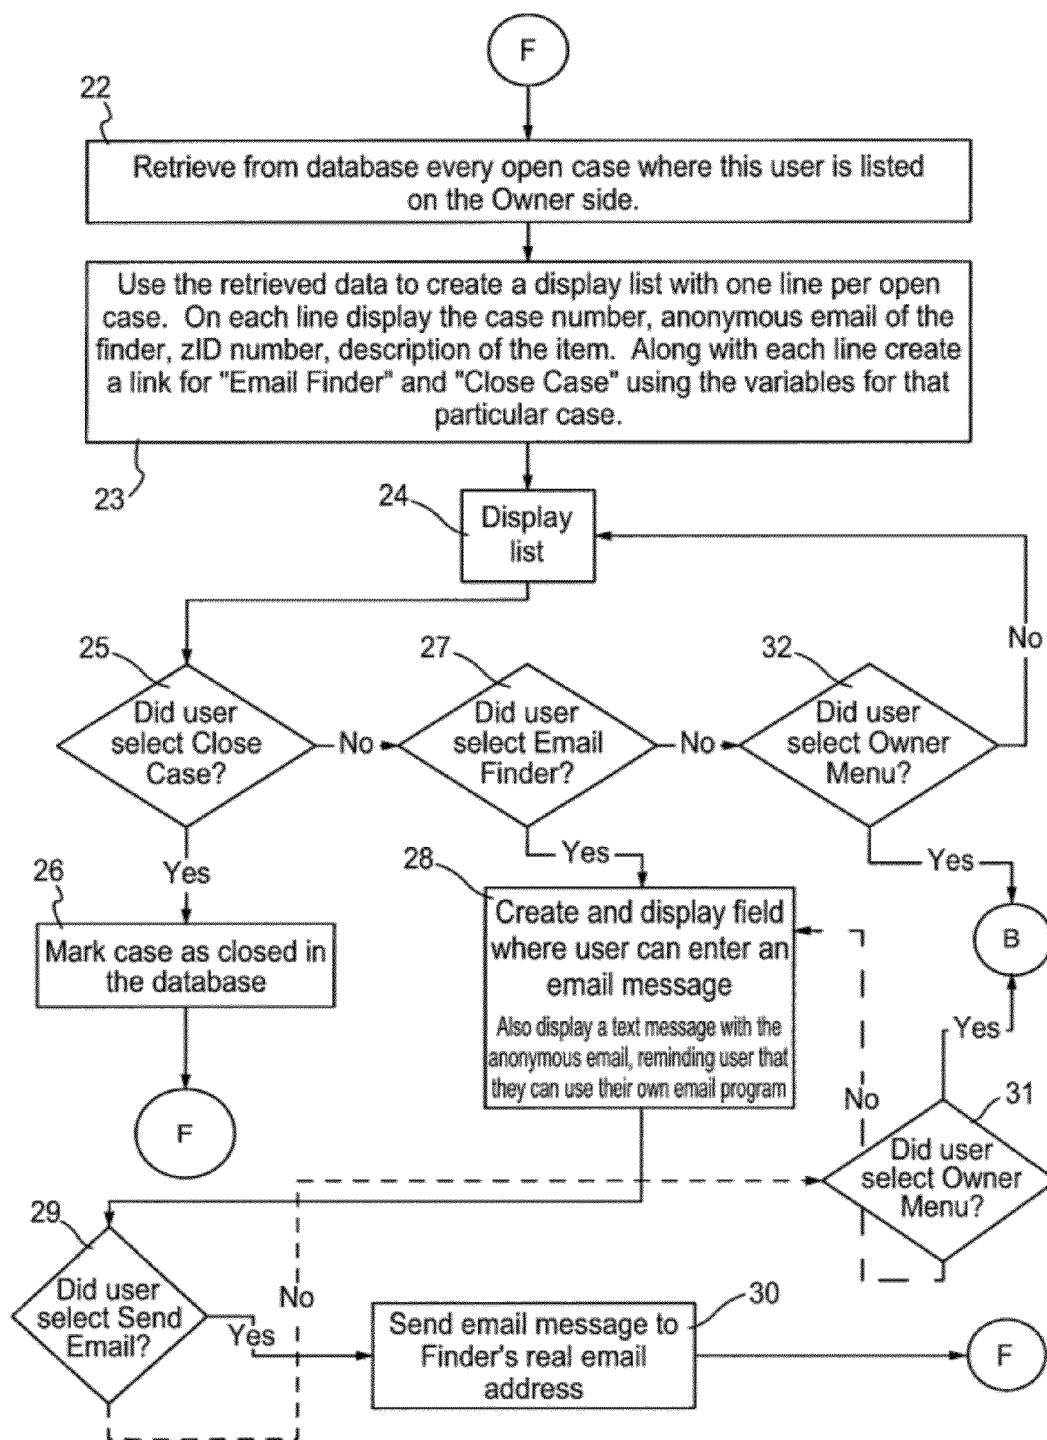 F
22
Retrieve from database every open case where this user is listed
on the Owner side.
Use the retrieved data to create a display list with one line per open
case. On each line display the case number, anonymous email of the
finder, zID number, description of the item. Along with each line create
a link for "Email Finder" and "Close Case" using the variables for that
particular case.
23
24
Display
list
No
25
Did user
select Close
Case?
No
27
Did user
select Email
Finder?
No
32
Did user
select Owner
Menu?
Yes
Yes
Yes
26
Mark case as closed in
the database
F
28
Create and display field
where user can enter an
email message
Also display a text message with the
anonymous email, reminding user that
they can use their own email program
B
Yes
No
31
Did user
select Owner
Menu?
29
Did user
select Send
Email?
No
Yes
30
Send email message to
Finder's real email
address
F